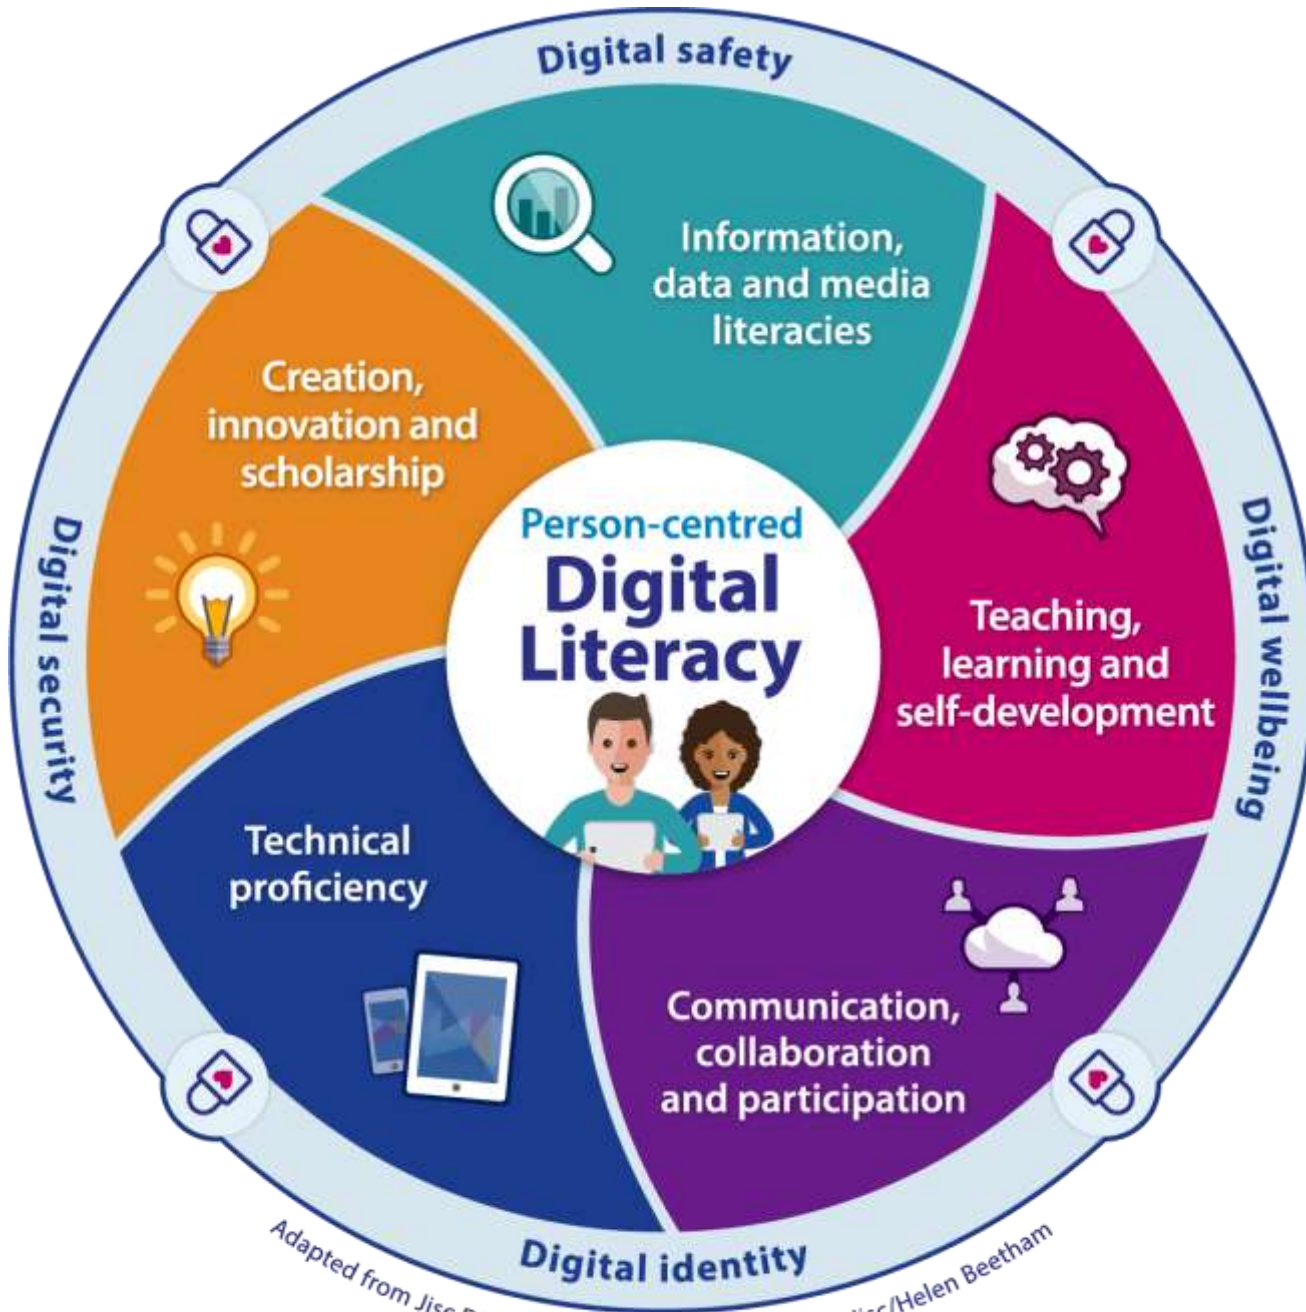 Digital safety
Information,
data and media
literacies
Creation,
innovation and
scholarship
Person-centred
Digital
Literacy
Teaching,
learning and
self-development
Digital security
Digital wellbeing
Technical
proficiency
Communication,
collaboration
and participation
Digital identity
Adapted from Jisc
/Helen Beetham